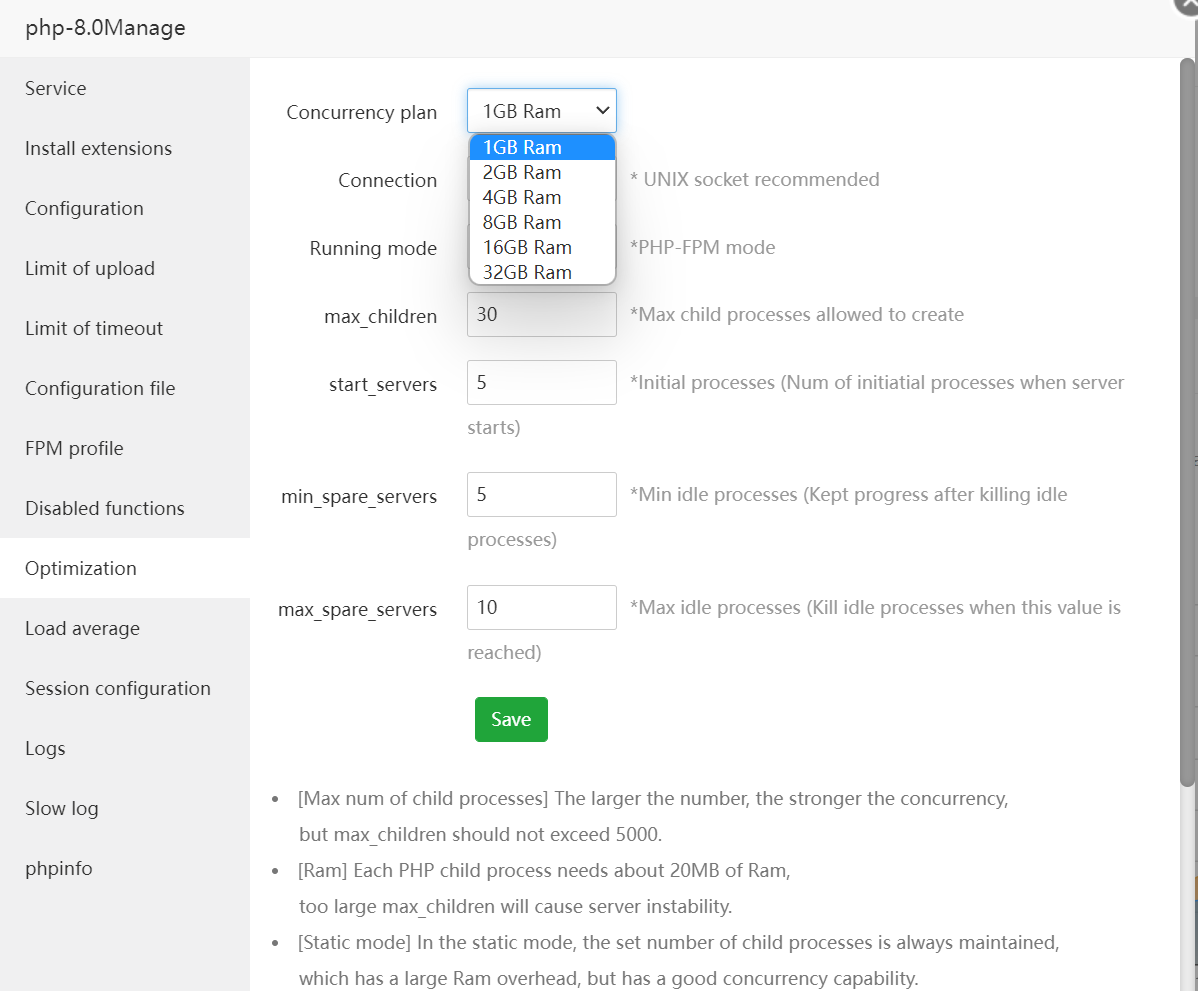 php-8.0Manage
Service
Install extensions
Configuration
Limit of upload
Limit of timeout
Configuration file
FPM profile
Disabled functions
Optimization
Load average
Session configuration
Logs
Slow log
phpinfo
Concurrency plan 1GB Ram
1GB Ram
2GB Ram
4GB Ram
8GB Ram
16GB Ram
32GB Ram
Connection * UNIX socket recommended
Running mode *PHP-FPM mode
max_children 30 *Max child processes allowed to create
start_servers 5 *Initial processes (Num of initiatial processes when server
starts)
min_spare_servers 5 *Min idle processes (Kept progress after killing idle
processes)
max_spare_servers 10 *Max idle processes (Kill idle processes when this value is
reached)
Save
• [Max num of child processes] The larger the number, the stronger the concurrency,
but max_children should not exceed 5000.
• [Ram] Each PHP child process needs about 20MB of Ram,
too large max_children will cause server instability.
• [Static mode] In the static mode, the set number of child processes is always maintained,
which has a large Ram overhead, but has a good concurrency capability.